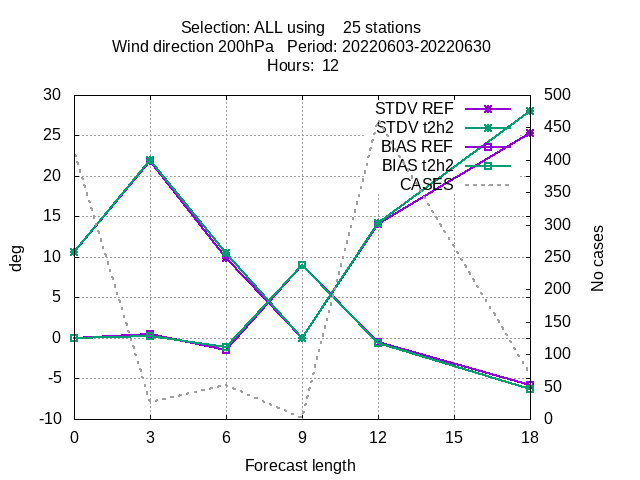 Selection: ALL using    25 stations
Wind direction 200hPa   Period: 20220603-20220630
Hours:  12
STDV REF
STDV t2h2
BIAS REF
BIAS t2h2
CASES
30
25
20
15
10
5
0
-5
-10
deg
500
450
400
350
300
250
200
150
100
50
0
No cases
0 3 6 9 12 15 18
Forecast length